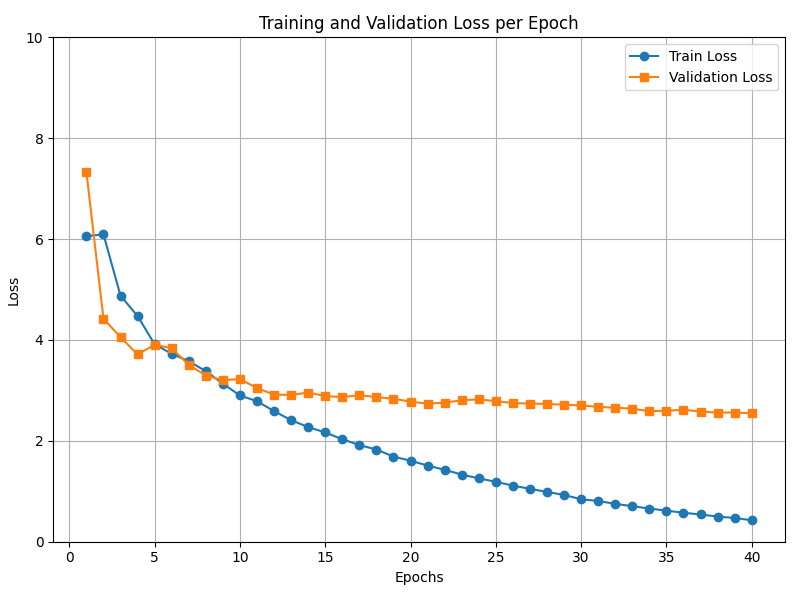 Training and Validation Loss per Epoch
Train Loss
Validation Loss
Loss
10
8
6
4
2
0
0 5 10 15 20 25 30 35 40
Epochs